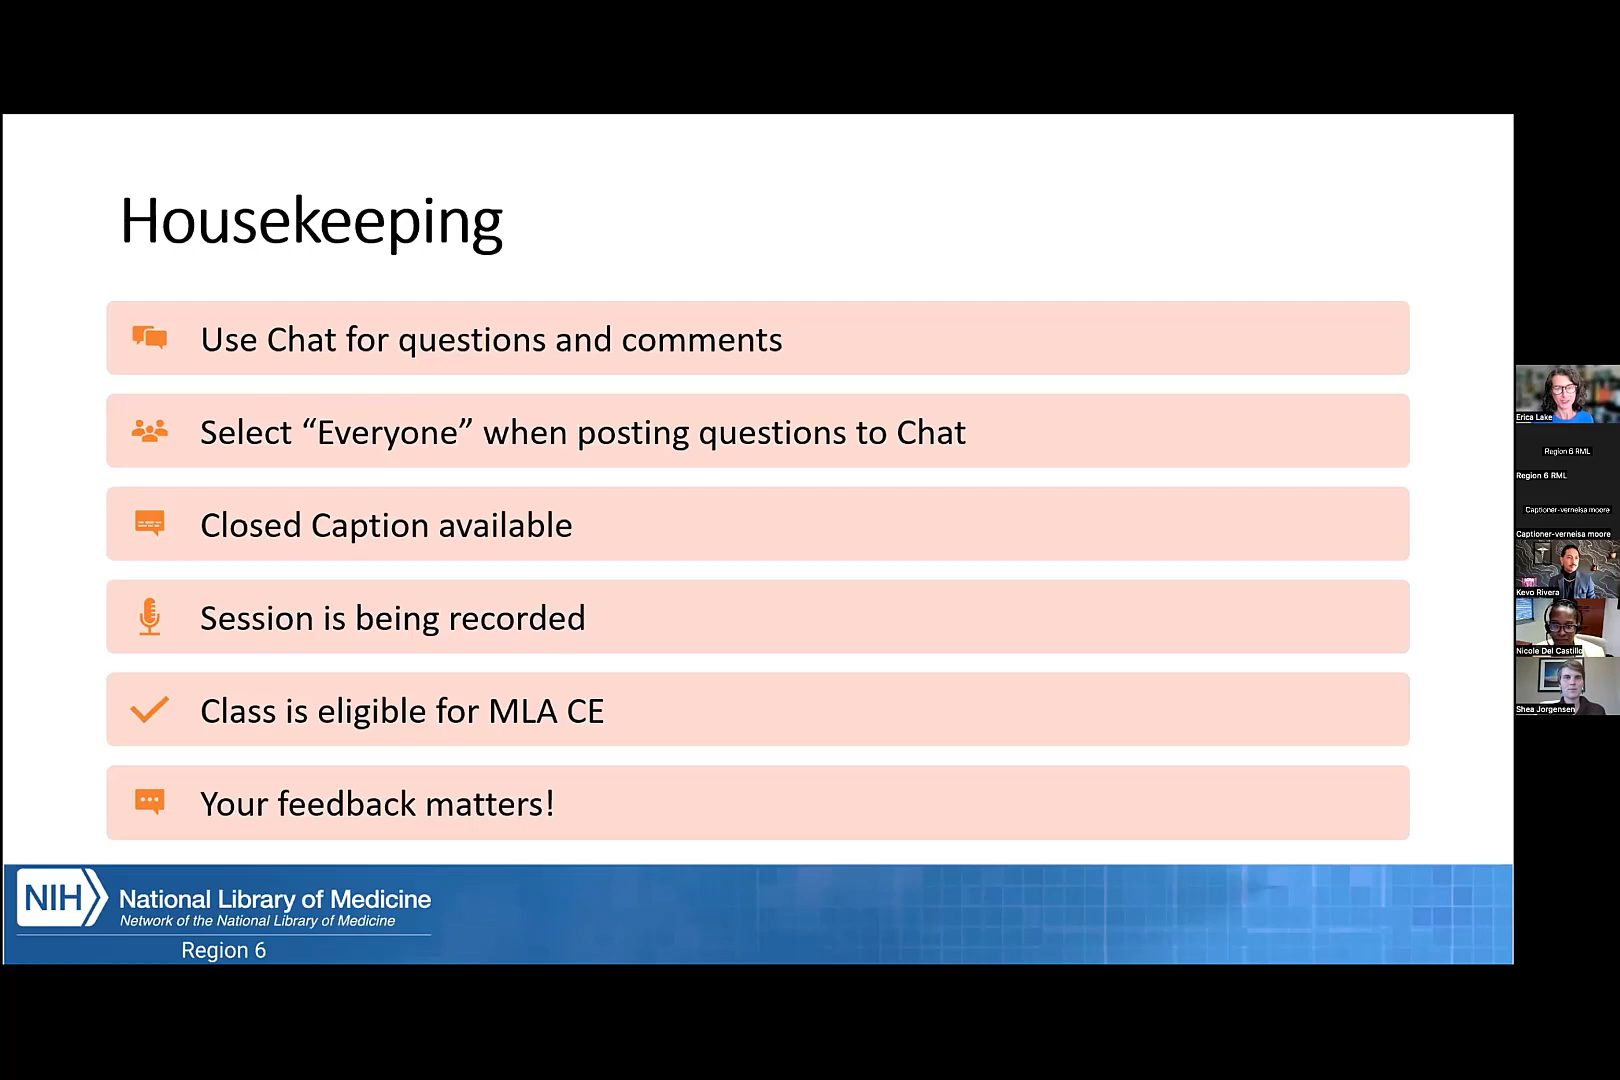 Housekeeping
Use Chat for questions and comments
Select “Everyone” when posting questions to Chat
Closed Caption available
Session is being recorded
Class is eligible for MLA CE
Your feedback matters!
NIH
National Library of Medicine
Network of the National Library of Medicine
Region 6
Erica Lake
Region 6 RML
Region 6 RML
Captioner-verneisa moore
Captioner-verneisa moore
Kevo Rivera
Nicole Del Castillo
Shea Jorgensen